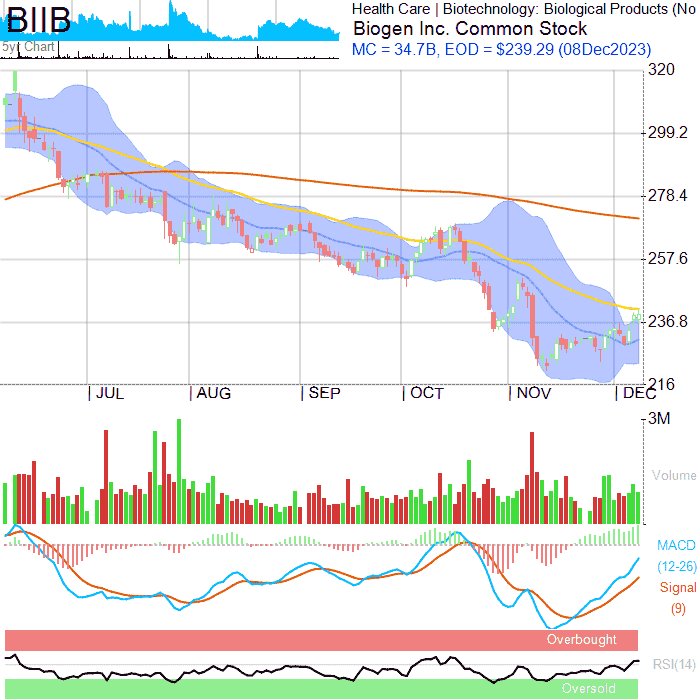 BIIB
5yr Chart
Health Care | Biotechnology: Biological Products (No
Biogen Inc. Common Stock
MC = 34.7B, EOD = $239.29 (08Dec2023)
320
299.2
278.4
257.6
236.8
216
JUL AUG SEP OCT NOV DEC
3M
Volume
MACD
(12-26)
Signal
(9)
Overbought
RSI(14)
Oversold